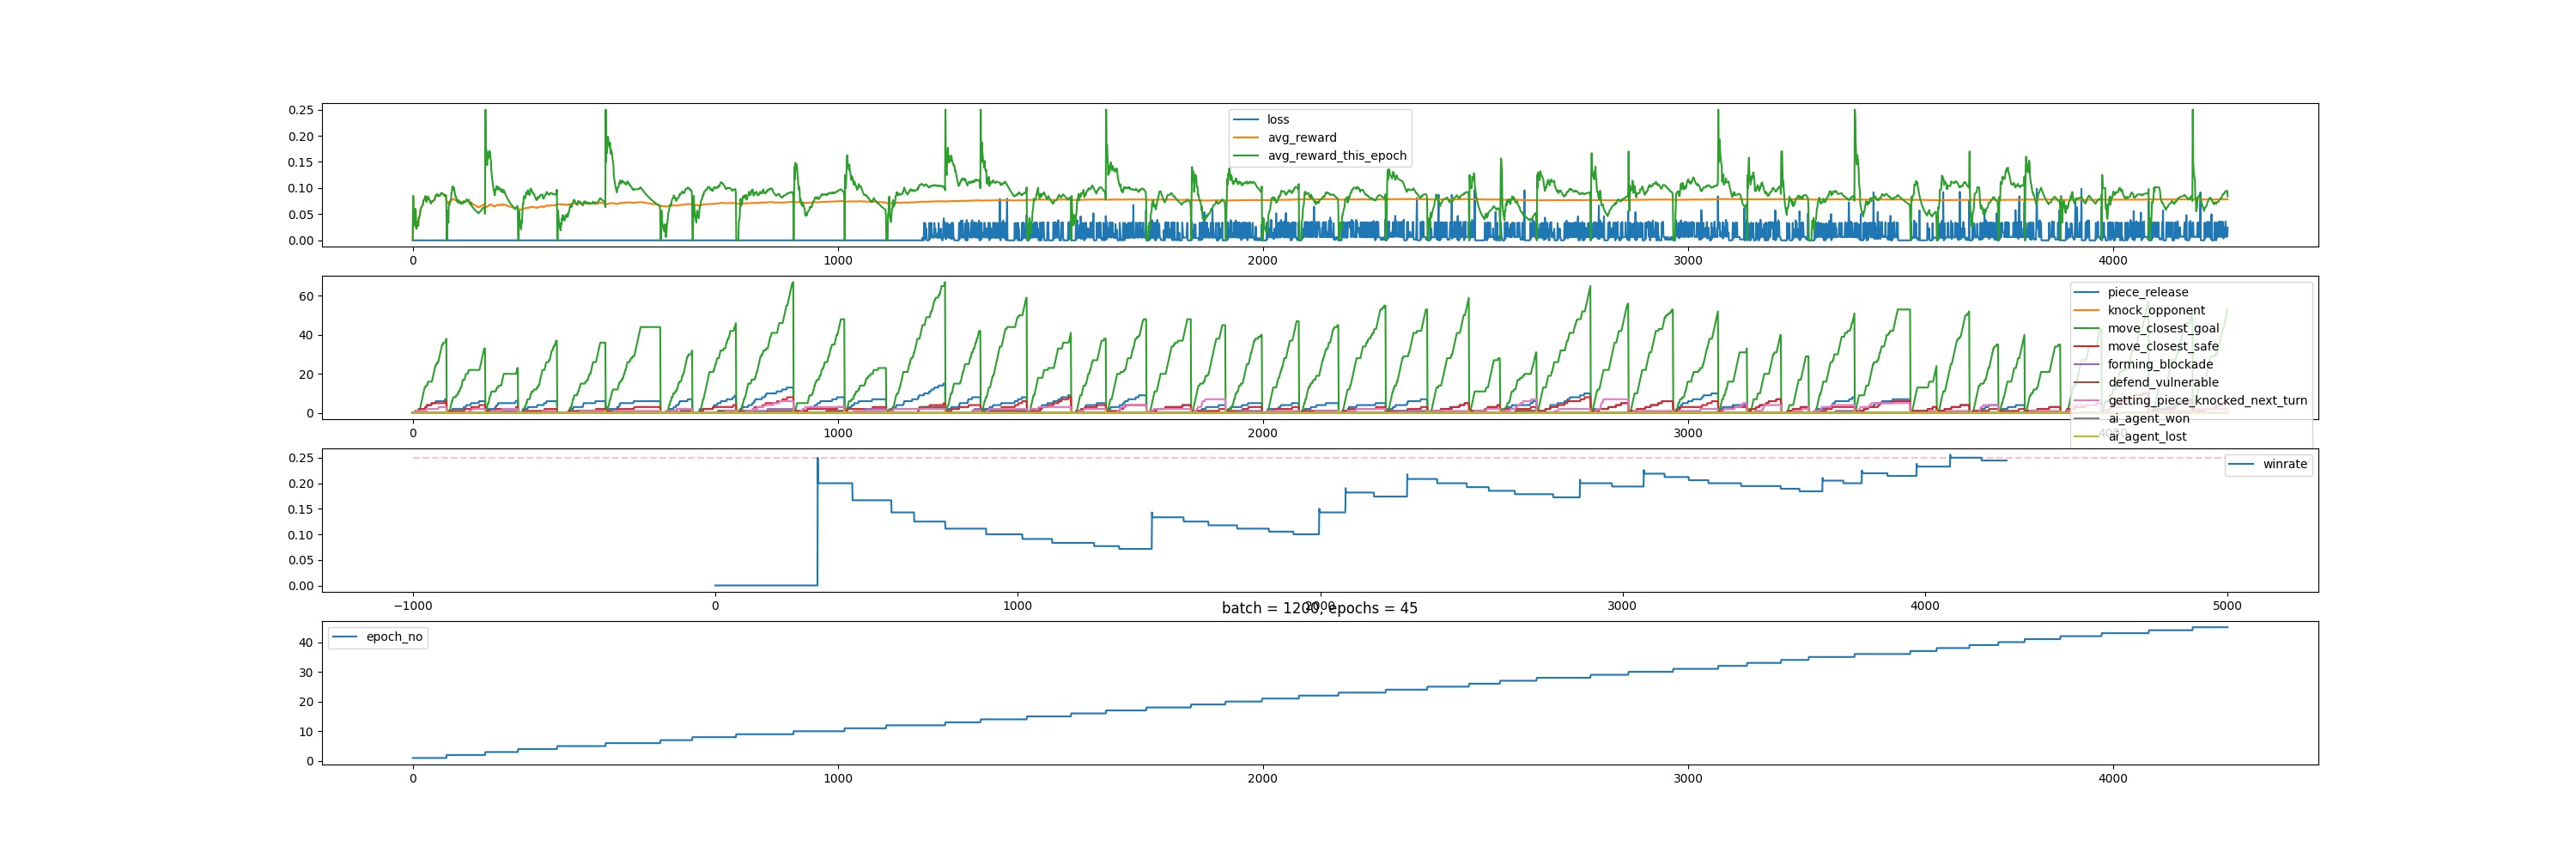 0.25
0.20
0.15
0.10
0.05
0.00
loss
avg_reward
avg_reward_this_epoch
0 1000 2000 3000 4000
60
40
20
0
piece_release
knock_opponent
move_closest_goal
move_closest_safe
forming_blockade
defend_vulnerable
getting_piece_knocked_next_turn
ai_agent_won
ai_agent_lost
0 1000 2000 3000 4000
0.25
0.20
0.15
0.10
0.05
0.00
winrate
−1000 0 1000 2000 3000 4000 5000
batch = 1200, epochs = 45
40
30
20
10
0
epoch_no
0 1000 2000 3000 4000